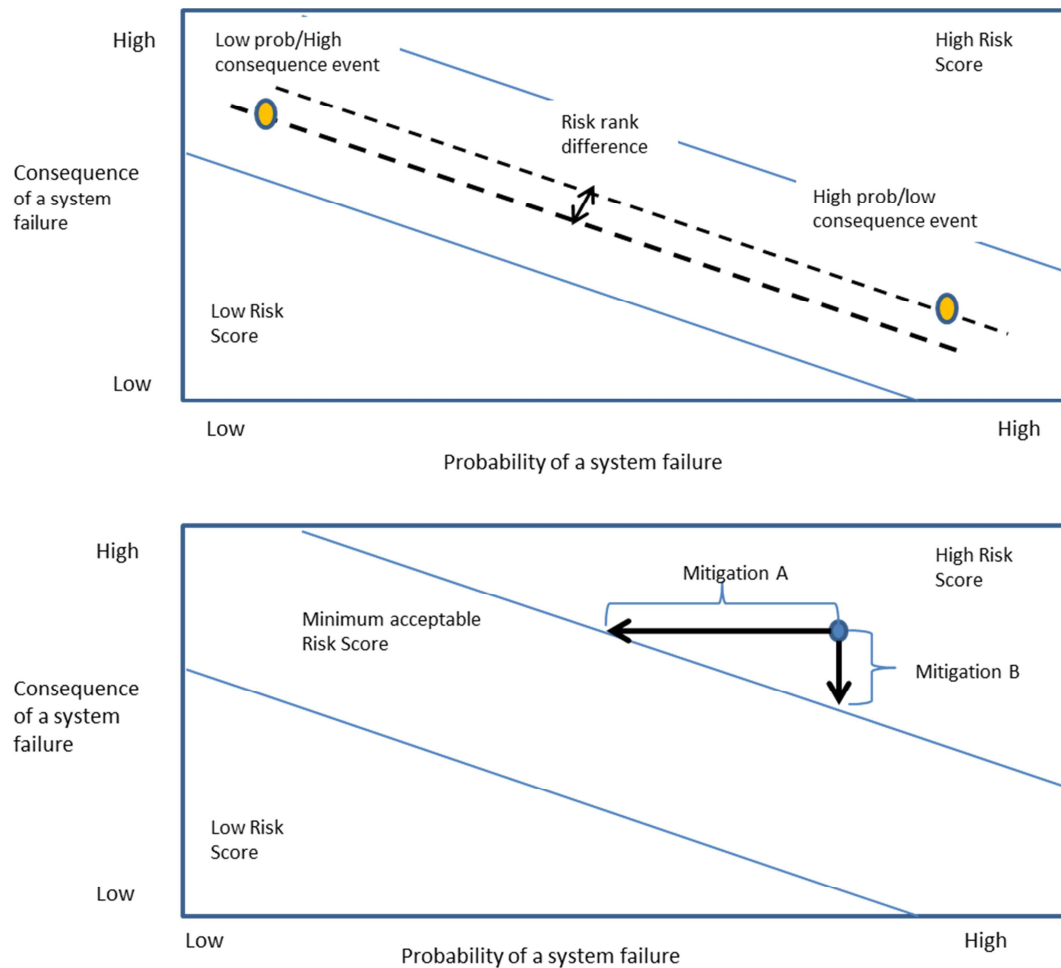 High
Low prob/High
consequence event
High Risk
Score
Risk rank
difference
Consequence
of a system
failure
High prob/low
consequence event
Low Risk
Score
Low
Low
High
Probability of a system failure
High
High Risk
Score
Mitigation A
Minimum acceptable
Risk Score
Mitigation B
Consequence
of a system
failure
Low Risk
Score
Low
Low
High
Probability of a system failure